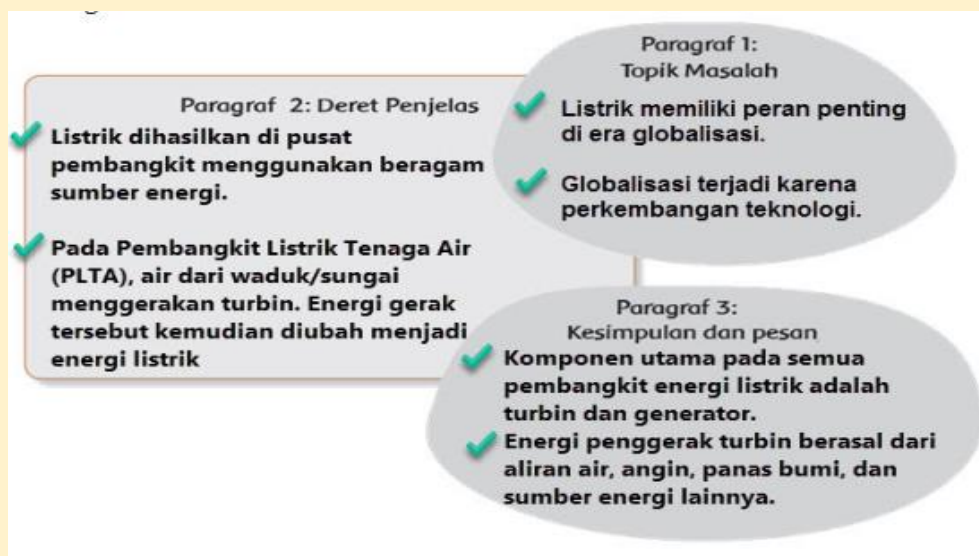 Paragraf 1:
Topik Masalah
Listrik memiliki peran penting
di era globalisasi.
Globalisasi terjadi karena
perkembangan teknologi.
Paragraf 2: Deret Penjelas
Listrik dihasilkan di pusat
pembangkit menggunakan beragam
sumber energi.
Pada Pembangkit Listrik Tenaga Air
(PLTA), air dari waduk/sungai
menggerakan turbin. Energi gerak
tersebut kemudian diubah menjadi
energi listrik
Paragraf 3:
Kesimpulan dan pesan
Komponen utama pada semua
pembangkit energi listrik adalah
turbin dan generator.
Energi penggerak turbin berasal dari
aliran air, angin, panas bumi, dan
sumber energi lainnya.